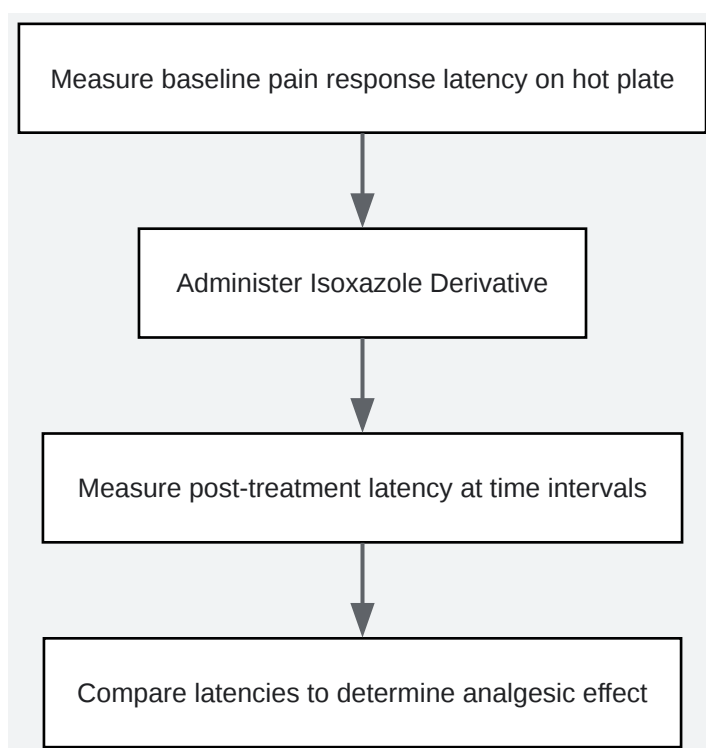 Measure baseline pain response latency on hot plate
Administer Isoxazole Derivative
Measure post-treatment latency at time intervals
Compare latencies to determine analgesic effect